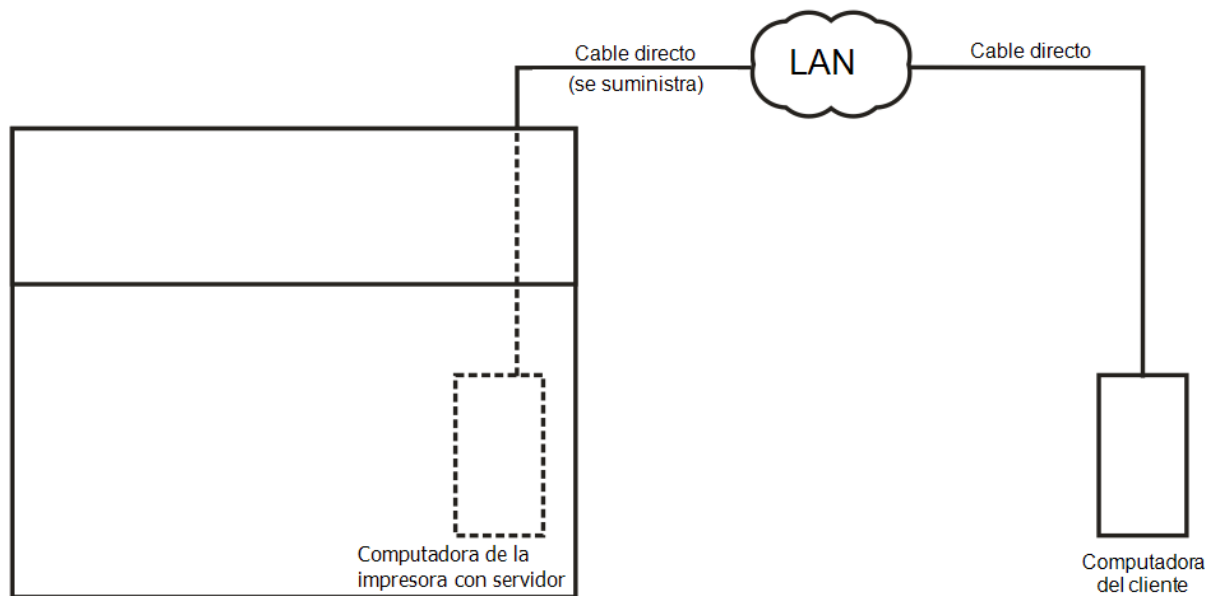 Cable directo
(se suministra)
LAN
Cable directo
Computadora de la
impresora con servidor
Computadora
del cliente